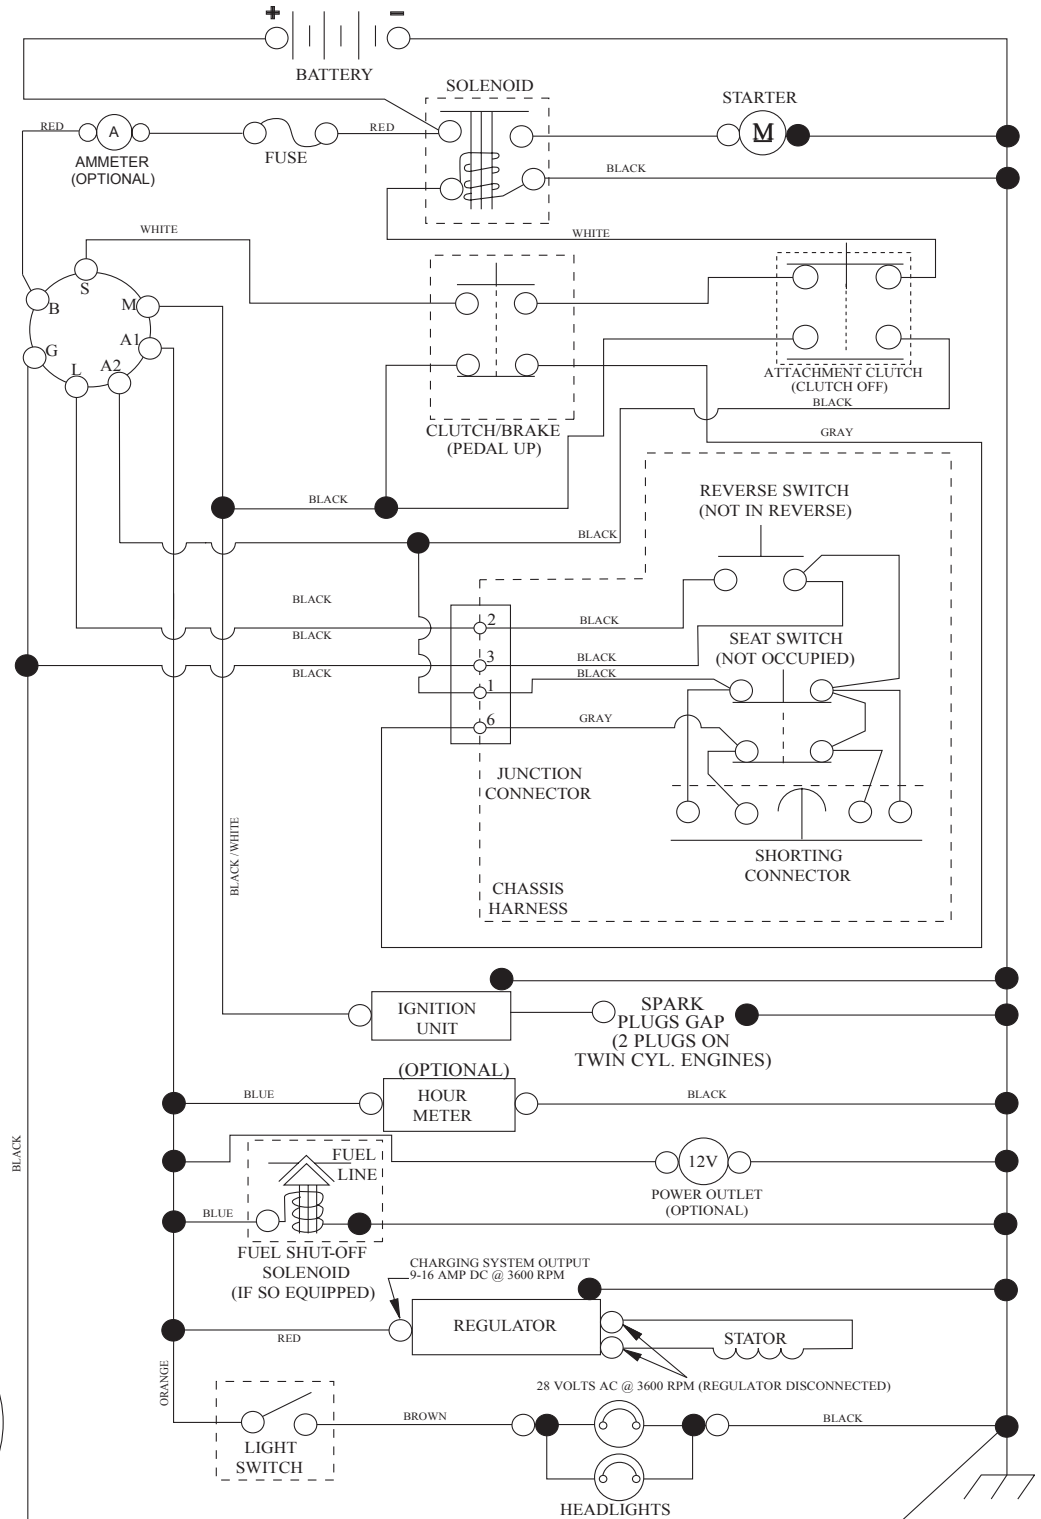 + -
BATTERY
SOLENOID
STARTER
RED
A
RED
M
FUSE
AMMETER
(OPTIONAL)
BLACK
WHITE
WHITE
S
B
M
A1
G
L
A2
ATTACHMENT CLUTCH
(CLUTCH OFF)
BLACK
CLUTCH/BRAKE
(PEDAL UP)
GRAY
REVERSE SWITCH
(NOT IN REVERSE)
BLACK
BLACK
BLACK
2
BLACK
BLACK
SEAT SWITCH
(NOT OCCUPIED)
3
BLACK
BLACK
BLACK
1
6
GRAY
JUNCTION
CONNECTOR
BLACK / WHITE
SHORTING
CONNECTOR
CHASSIS
HARNESS
IGNITION
UNIT
SPARK
PLUGS GAP
(2 PLUGS ON
TWIN CYL. ENGINES)
(OPTIONAL)
HOUR
METER
BLUE
BLACK
BLACK
FUEL
LINE
12V
POWER OUTLET
(OPTIONAL)
BLUE
FUEL SHUT-OFF
SOLENOID
(IF SO EQUIPPED)
CHARGING SYSTEM OUTPUT
9-16 AMP DC @ 3600 RPM
REGULATOR
STATOR
RED
ORANGE
28 VOLTS AC @ 3600 RPM (REGULATOR DISCONNECTED)
BROWN
BLACK
LIGHT
SWITCH
HEADLIGHTS